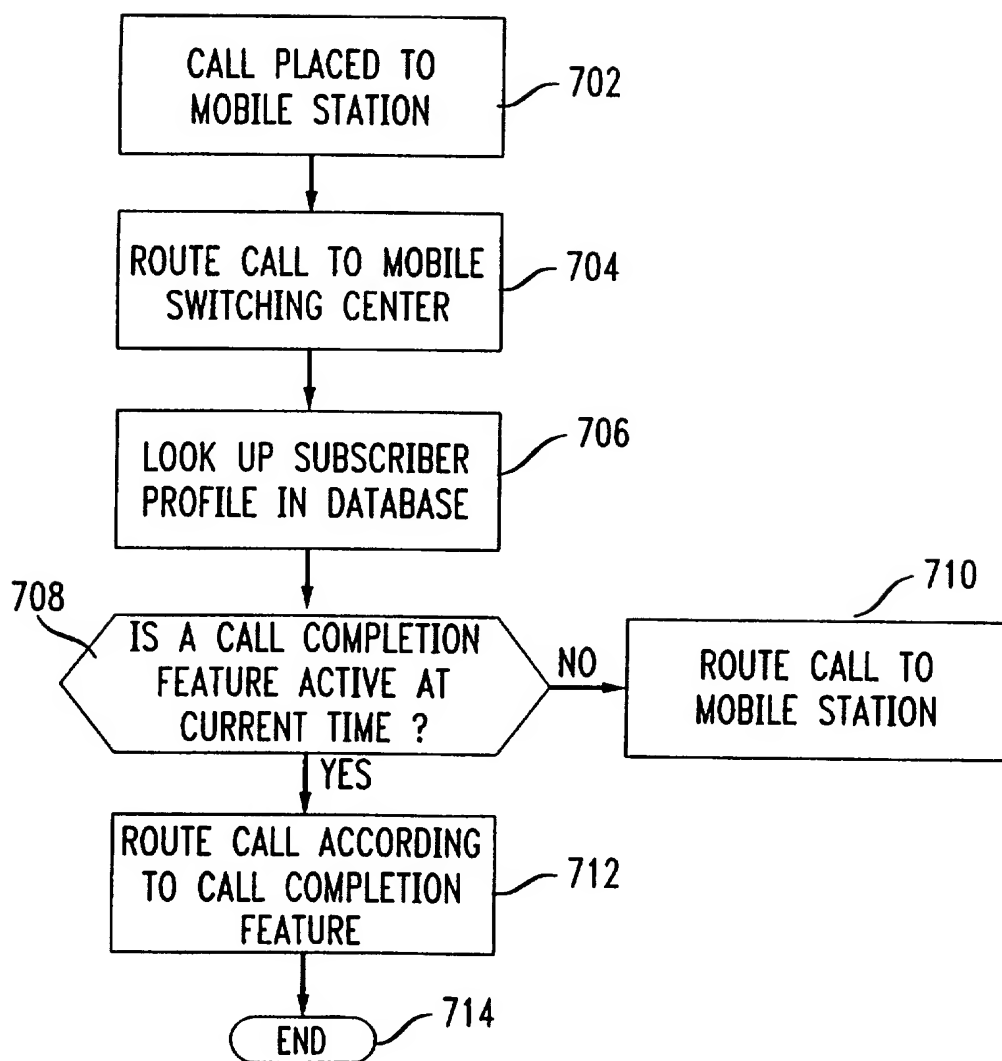 CALL PLACED TO
MOBILE STATION
702
ROUTE CALL TO MOBILE
SWITCHING CENTER
704
LOOK UP SUBSCRIBER
PROFILE IN DATABASE
706
708
IS A CALL COMPLETION
FEATURE ACTIVE AT
CURRENT TIME ?
NO
710
ROUTE CALL TO
MOBILE STATION
YES
ROUTE CALL ACCORDING
TO CALL COMPLETION
FEATURE
712
END
714